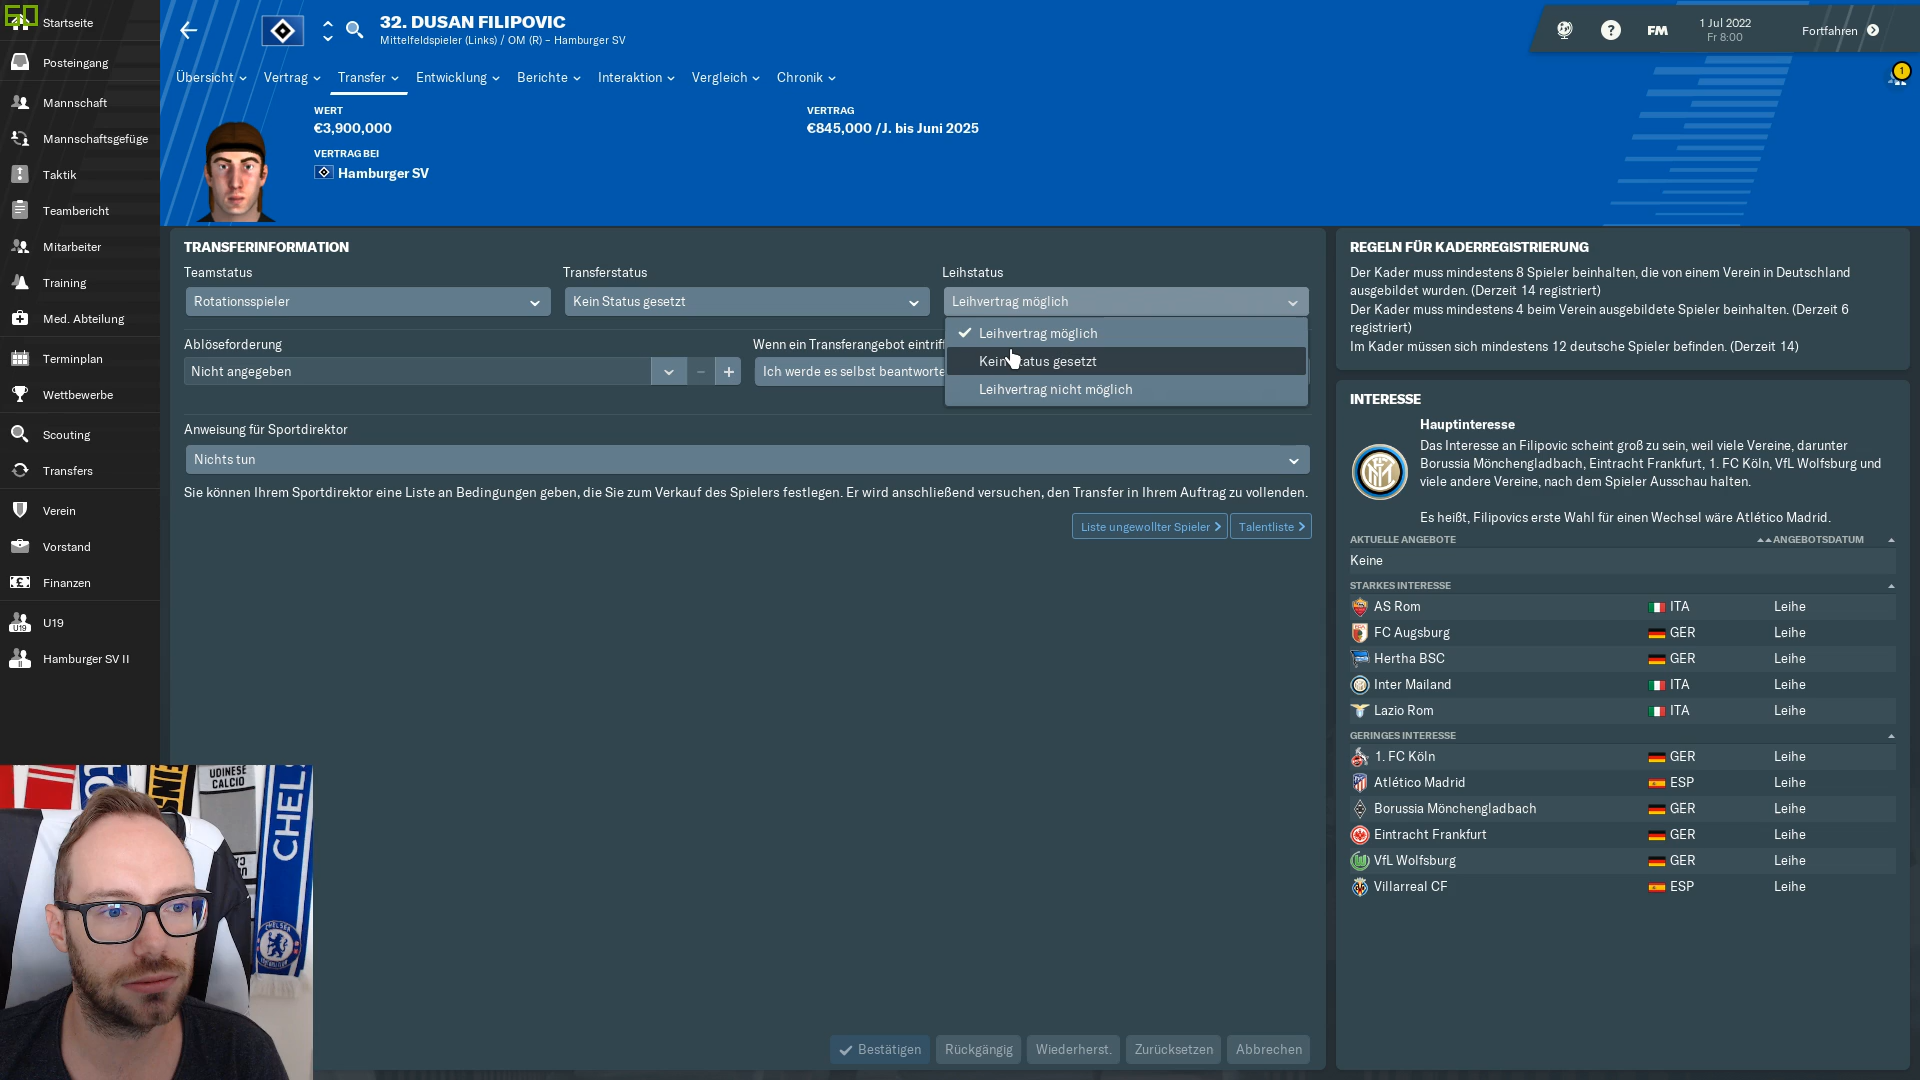 60
Startseite
Posteingang
Mannschaft
Mannschaftsgefüge
Taktik
Teambericht
Mitarbeiter
Training
Med. Abteilung
Terminplan
Wettbewerbe
Scouting
Transfers
Verein
Vorstand
Finanzen
U19
U19
Hamburger SV II
II
32. DUSAN FILIPOVIC
Mittelfeldspieler (Links) / OM (R) – Hamburger SV
?
FM
1 Jul 2022
Fr 8:00
Fortfahren
1
Übersicht
Vertrag
Transfer
Entwicklung
Berichte
Interaktion
Vergleich
Chronik
WERT
€3,900,000
VERTRAG BEI
Hamburger SV
VERTRAG
€845,000 /J. bis Juni 2025
TRANSFERINFORMATION
Teamstatus
Transferstatus
Leihstatus
Rotationsspieler
Kein Status gesetzt
Leihvertrag möglich
Leihvertrag möglich
Kein Status gesetzt
Leihvertrag nicht möglich
Ablöseforderung
Wenn ein Transferangebot eintriff
Nicht angegeben
Ich werde es selbst beantworte
Anweisung für Sportdirektor
Nichts tun
Sie können Ihrem Sportdirektor eine Liste an Bedingungen geben, die Sie zum Verkauf des Spielers festlegen. Er wird anschließend versuchen, den Transfer in Ihrem Auftrag zu vollenden.
Liste ungewollter Spieler
Talentliste
Bestätigen
Rückgängig
Wiederherst.
Zurücksetzen
Abbrechen
REGELN FÜR KADERREGISTRIERUNG
Der Kader muss mindestens 8 Spieler beinhalten, die von einem Verein in Deutschland
ausgebildet wurden. (Derzeit 14 registriert)
Der Kader muss mindestens 4 beim Verein ausgebildete Spieler beinhalten. (Derzeit 6
registriert)
Im Kader müssen sich mindestens 12 deutsche Spieler befinden. (Derzeit 14)
INTERESSE
Hauptinteresse
Das Interesse an Filipovic scheint groß zu sein, weil viele Vereine, darunter
Borussia Mönchengladbach, Eintracht Frankfurt, 1. FC Köln, VfL Wolfsburg und
viele andere Vereine, nach dem Spieler Ausschau halten.
Es heißt, Filipovics erste Wahl für einen Wechsel wäre Atlético Madrid.
AKTUELLE ANGEBOTE
ANGEBOTSDATUM
Keine
STARKES INTERESSE
AS Rom ITA Leihe
FC Augsburg GER Leihe
Hertha BSC GER Leihe
Inter Mailand ITA Leihe
Lazio Rom ITA Leihe
GERINGES INTERESSE
1. FC Köln GER Leihe
Atlético Madrid ESP Leihe
Borussia Mönchengladbach GER Leihe
Eintracht Frankfurt GER Leihe
VfL Wolfsburg GER Leihe
Villarreal CF ESP Leihe
UDINESE
CALCIO
CHELS
CHELSEA